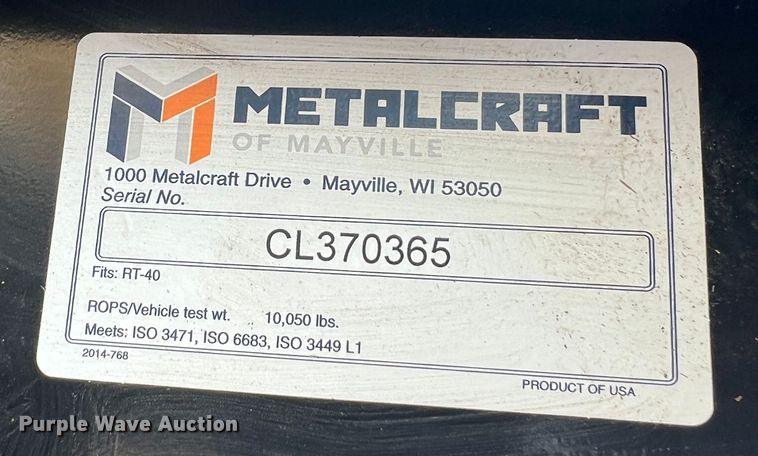 METALCRAFT
OF MAYVILLE
1000 Metalcraft Drive • Mayville, WI 53050
Serial No.
CL370365
Fits: RT-40
ROPS/Vehicle test wt. 10,050 lbs.
Meets: ISO 3471, ISO 6683, ISO 3449 L1
2014-768
PRODUCT OF USA
Purple Wave Auction